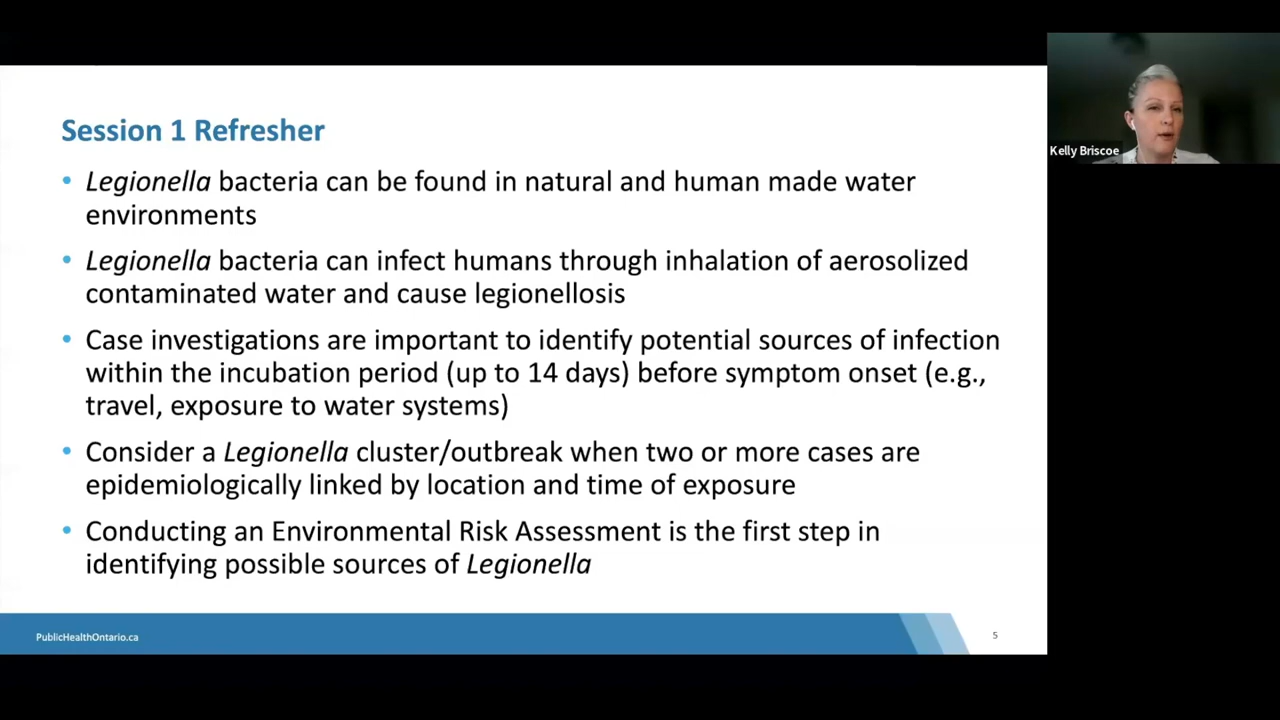 Session 1 Refresher
• Legionella bacteria can be found in natural and human made water
environments
• Legionella bacteria can infect humans through inhalation of aerosolized
contaminated water and cause legionellosis
• Case investigations are important to identify potential sources of infection
within the incubation period (up to 14 days) before symptom onset (e.g.,
travel, exposure to water systems)
• Consider a Legionella cluster/outbreak when two or more cases are
epidemiologically linked by location and time of exposure
• Conducting an Environmental Risk Assessment is the first step in
identifying possible sources of Legionella
PublicHealthOntario.ca
5
Kelly Briscoe